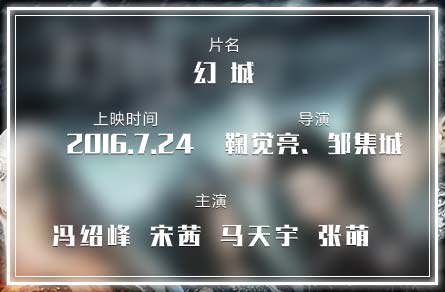 片名
幻 城
上映时间 导演
2016.7.24 鞠觉亮、邹集城
主演
冯绍峰 宋茜 马天宇 张萌